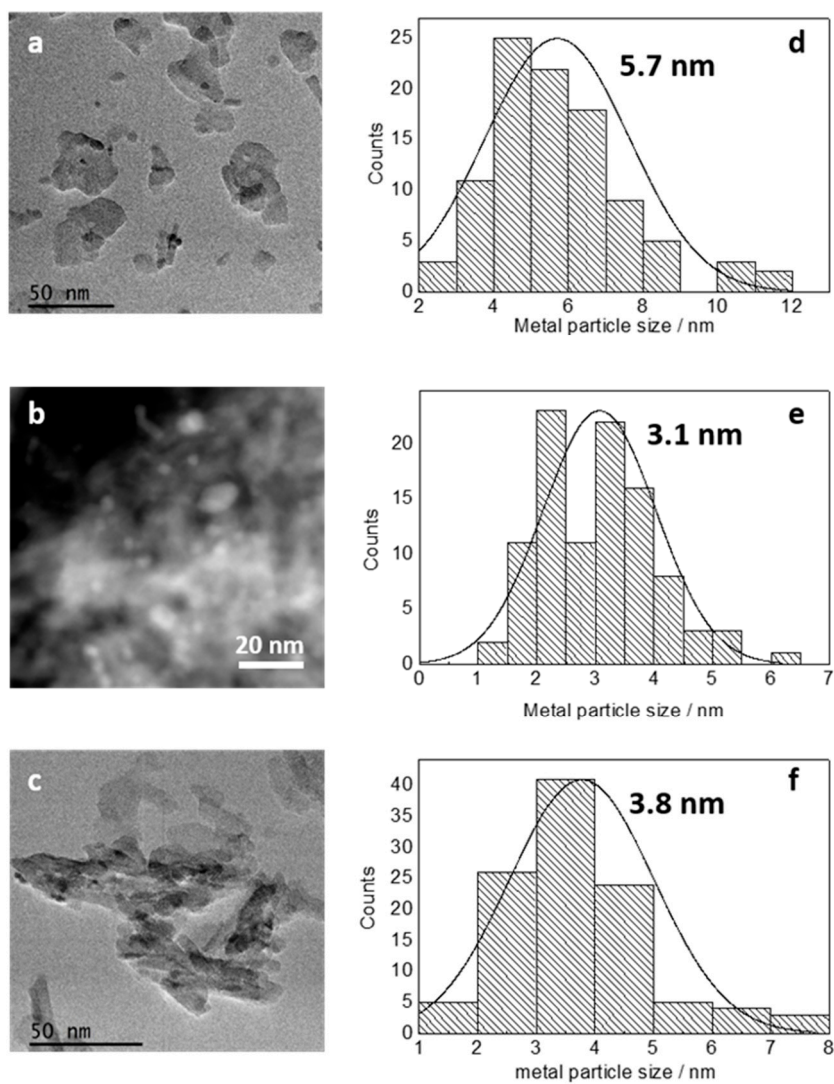 a
50 nm
d
5.7 nm
25
20
15
10
5
0
Counts
2 4 6 8 10 12
Metal particle size / nm
b
20 nm
e
3.1 nm
20
15
10
5
0
Counts
0 1 2 3 4 5 6 7
Metal particle size / nm
c
50 nm
f
3.8 nm
40
35
30
25
20
15
10
5
0
Counts
1 2 3 4 5 6 7 8
metal particle size / nm